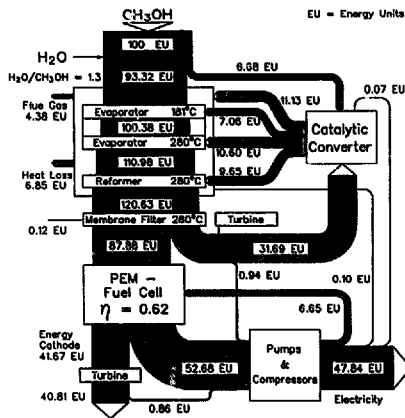 CH3OH
EU = Energy Units
100 EU
H2O
6.68 EU
H2O/CH3OH = 1.3
93.32 EU
0.07 EU
Flue Gas
4.38 EU
11.13 EU
Evaporator 181°C
7.06 EU
100.38 EU
Catalytic
Converter
Evaporator 280°C
10.60 EU
110.98 EU
Heat Loss
6.85 EU
9.65 EU
Reformer 280°C
120.63 EU
Membrane Filter 280°C
Turbine
0.12 EU
87.88 EU
31.69 EU
0.94 EU
0.10 EU
PEM –
Fuel Cell
η = 0.62
6.65 EU
Energy
Cathode
41.67 EU
52.68 EU
Pumps
&
Compressors
47.84 EU
Turbine
Electricity
40.81 EU
0.86 EU